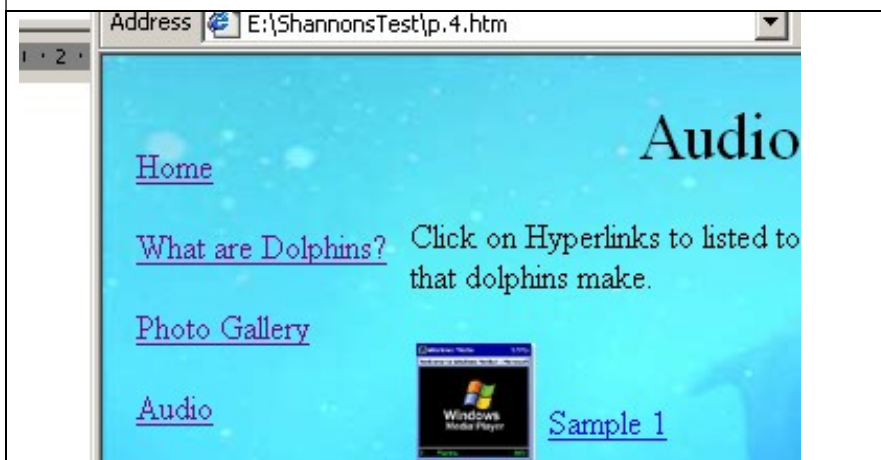 Address E:\ShannonsTest\p.4.htm
2
Audio
Home
What are Dolphins?
Click on Hyperlinks to listed to
that dolphins make.
Photo Gallery
Windows
Media Player
Audio
Sample 1